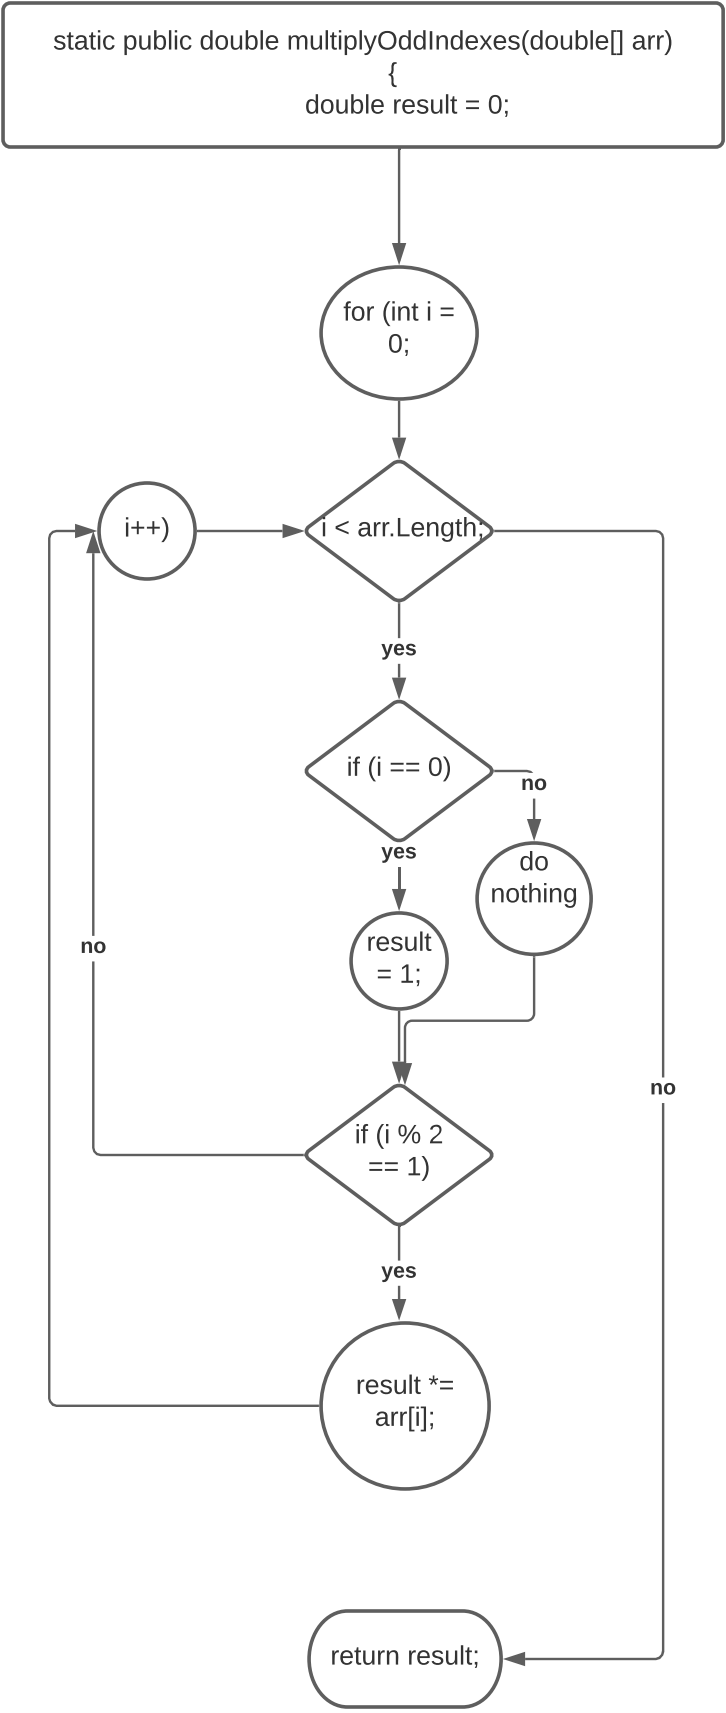 static public double multiplyOddIndexes(double[] arr)
{
double result = 0;
for (int i =
0;
i++)
i < arr.Length;
yes
if (i == 0)
no
yes
do
nothing
result
= 1;
no
no
if (i % 2
== 1)
yes
result *=
arr[i];
return result;